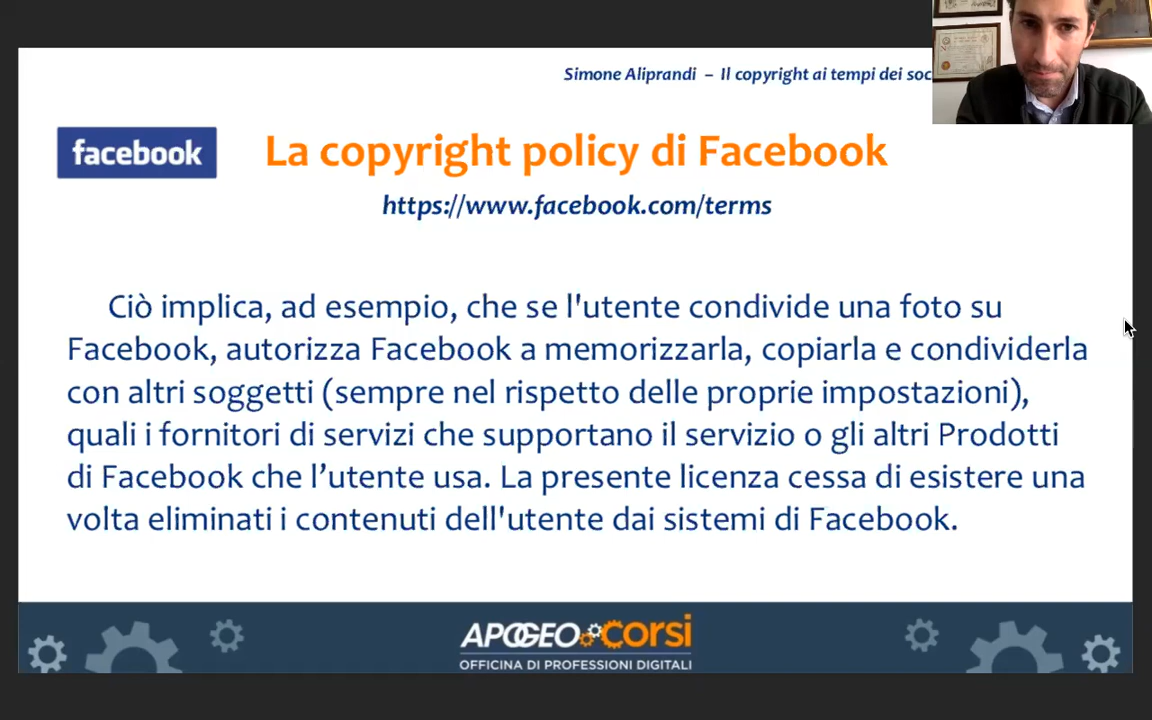 Simone Aliprandi – Il copyright ai tempi dei
facebook
La copyright policy di Facebook
https://www.facebook.com/terms
Ciò implica, ad esempio, che se l'utente condivide una foto su
Facebook, autorizza Facebook a memorizzarla, copiarla e condividerla
con altri soggetti (sempre nel rispetto delle proprie impostazioni),
quali i fornitori di servizi che supportano il servizio o gli altri Prodotti
di Facebook che l’utente usa. La presente licenza cessa di esistere una
volta eliminati i contenuti dell'utente dai sistemi di Facebook.
APOGEO CORSI
OFFICINA DI PROFESSIONI DIGITALI